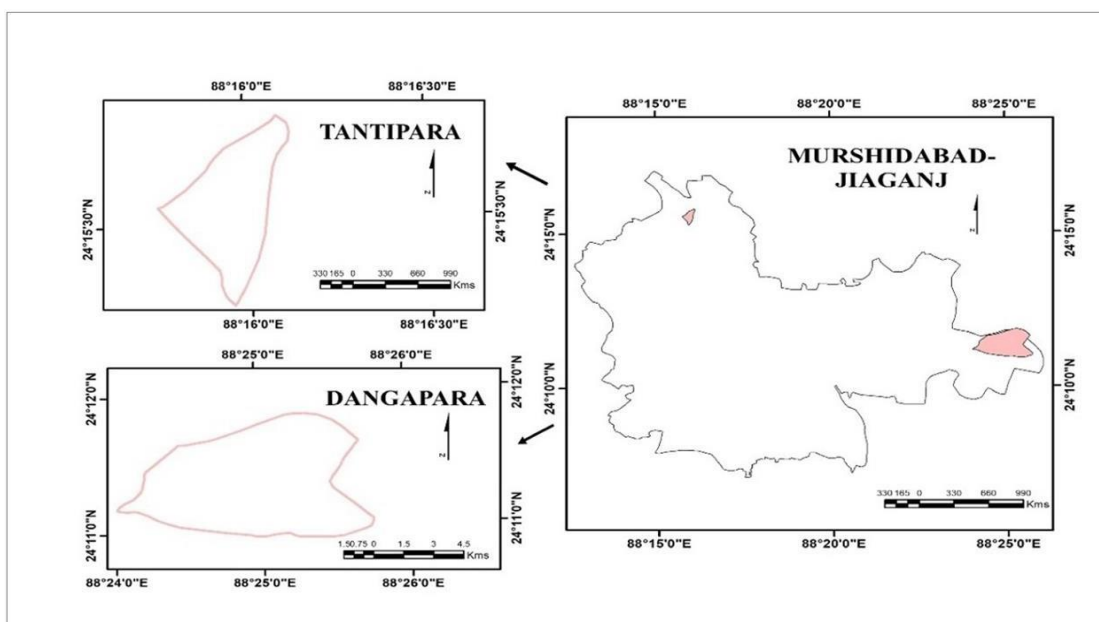 88°16'0"E 88°16'30"E
TANTIPARA
N
24°15'30"N
24°15'30"N
330 165 0 330 660 990
Kms
88°16'0"E 88°16'30"E
88°25'0"E 88°26'0"E
DANGAPARA
N
24°12'0"N
24°12'0"N
24°11'0"N
24°11'0"N
1.50.75 0 1.5 3 4.5
Kms
88°24'0"E 88°25'0"E 88°26'0"E
88°15'0"E 88°20'0"E 88°25'0"E
MURSHIDABAD-
JIAGANJ
N
24°15'0"N
24°15'0"N
24°10'0"N
24°10'0"N
330 165 0 330 660 990
Kms
88°15'0"E 88°20'0"E 88°25'0"E